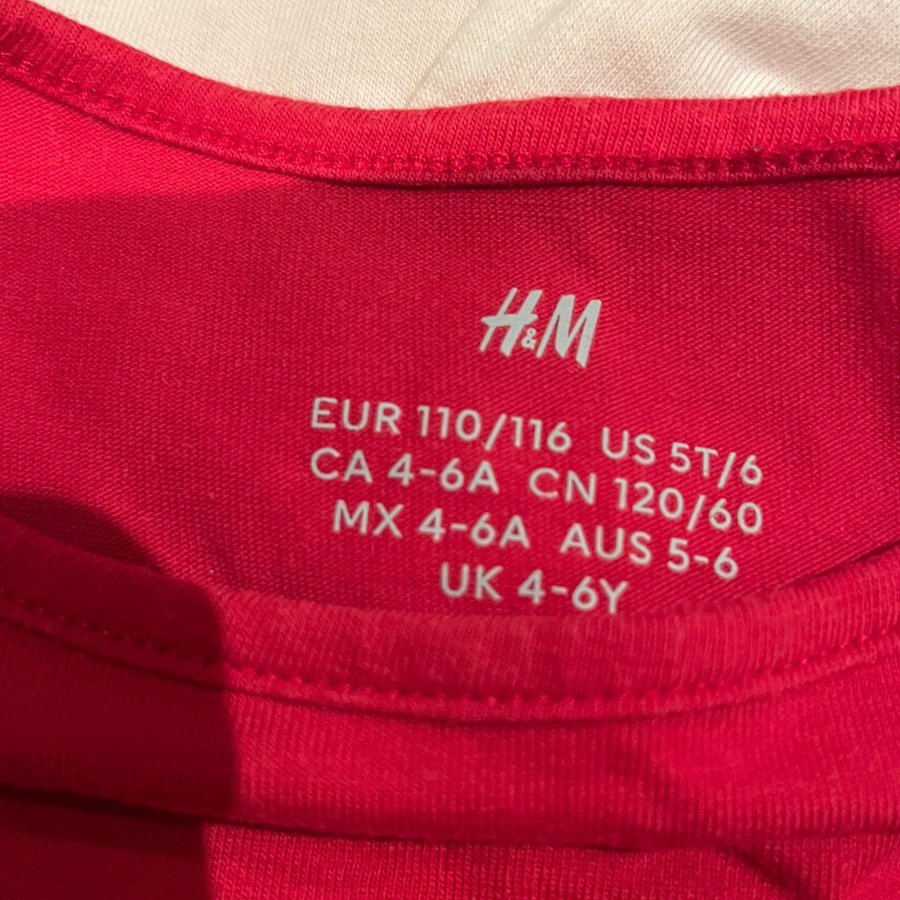 H&M
EUR 110/116 US 5T/6
CA 4-6A CN 120/60
MX 4-6A AUS 5-6
UK 4-6Y